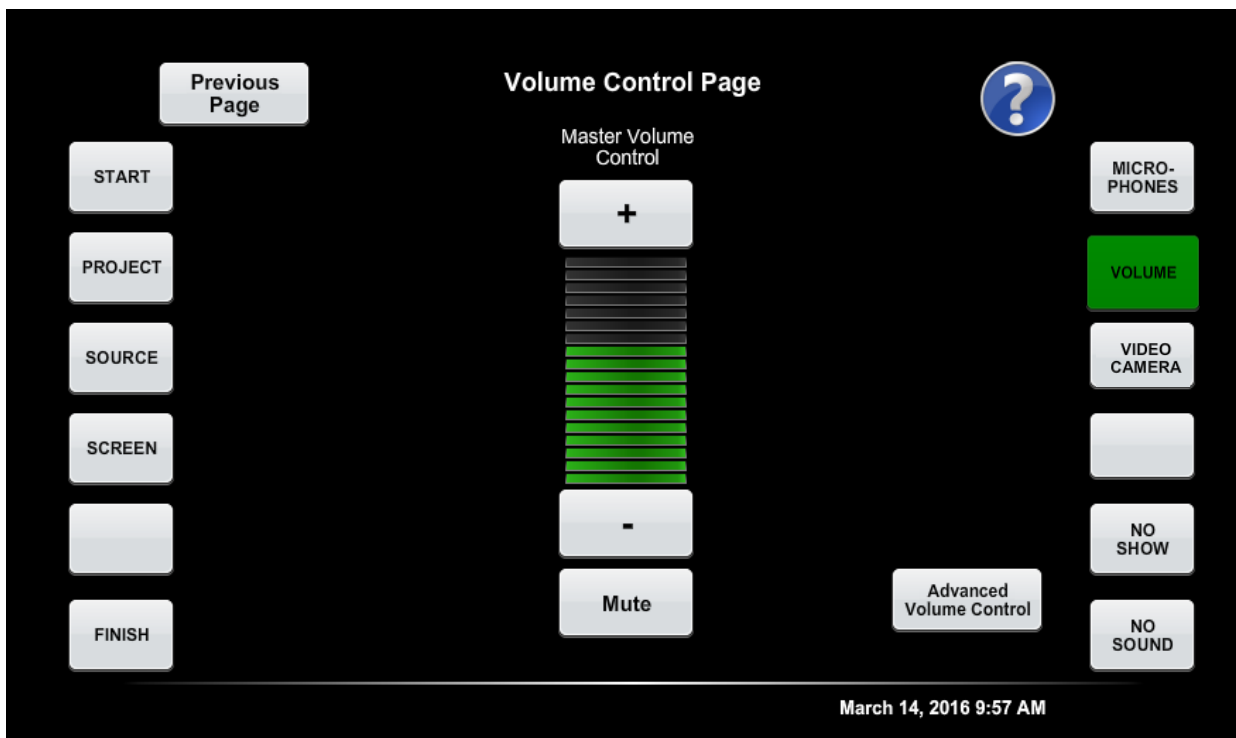 Previous
Page
Volume Control Page
?
Master Volume
Control
START
PROJECT
SOURCE
SCREEN
FINISH
+
-
Mute
Advanced
Volume Control
MICRO-
PHONES
VOLUME
VIDEO
CAMERA
NO
SHOW
NO
SOUND
March 14, 2016 9:57 AM